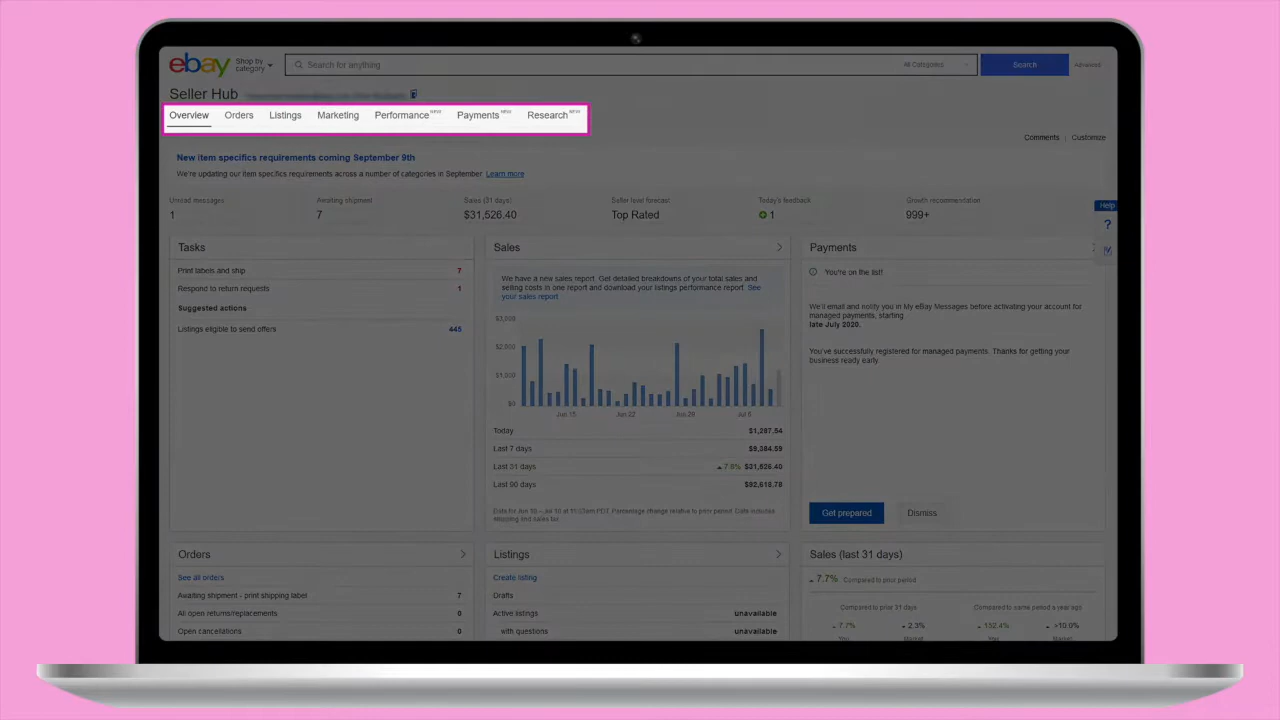 ebay
Shop by
category
Search for anything
All Categories
Search
Advanced
Seller Hub
Overview
Orders
Listings
Marketing
Performance NEW
Payments NEW
Research NEW
Comments
Customize
New item specifics requirements coming September 9th
We're updating our item specifics requirements across a number of categories in September Learn more
Unread messages
1
Awaiting shipment
7
Sales (31 days)
$31,526.40
Seller level forecast
Top Rated
Today's feedback
1
Growth recommendation
999+
Help
?
Tasks
Print labels and ship 7
Respond to return requests 1
Suggested actions
Listings eligible to send offers 445
Sales
We have a new sales report. Get detailed breakdowns of your total sales and
selling costs in one report and download your listings performance report. See
your sales report
$3,000
$2,000
$1,000
$0
Jun 15
Jun 22
Jun 28
Jul 6
Today $1,297.54
Last 7 days $9,384.59
Last 31 days 7.6% $31,526.40
Last 90 days $92,618.78
Payments
You're on the list!
We'll email and notify you in My eBay Messages before activating your account for
managed payments, starting
late July 2020.
You've successfully registered for managed payments. Thanks for getting your
business ready early.
Get prepared
Dismiss
Orders
See all orders
Awaiting shipment - print shipping label 7
All open returns/replacements 0
Open cancellations 0
Listings
Create listing
Drafts
Active listings unavailable
with questions unavailable
Sales (last 31 days)
7.7% Compared to prior period
Compared to prior 31 days
Compared to same period a year ago
7.7%
2.3%
132.4%
>10.0%
You
Market
You
Market